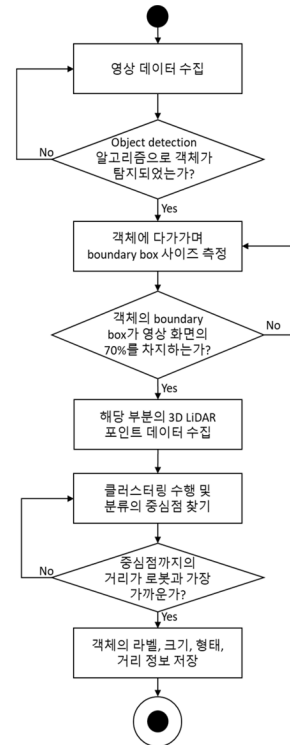 영상 데이터 수집
Object detection
알고리즘으로 객체가
탐지되었는가?
No
Yes
객체에 다가가며
boundary box 사이즈 측정
객체의 boundary
box가 영상 화면의
70%를 차지하는가?
No
Yes
해당 부분의 3D LiDAR
포인트 데이터 수집
클러스터링 수행 및
분류의 중심점 찾기
중심점까지의
거리가 로봇과 가장
가까운가?
No
Yes
객체의 라벨, 크기, 형태,
거리 정보 저장